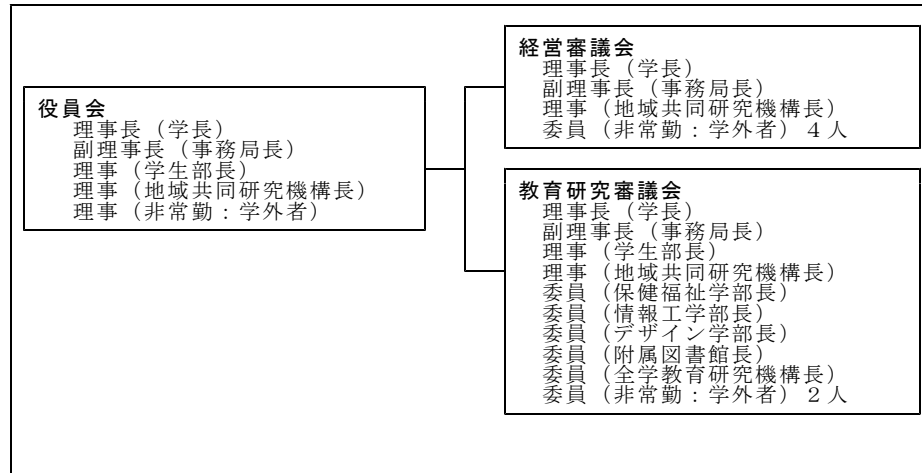 役員会
理事長（学長）
副理事長（事務局長）
理事（学生部長）
理事（地域共同研究機構長）
理事（非常勤：学外者）
経営審議会
理事長（学長）
副理事長（事務局長）
理事（地域共同研究機構長）
委員（非常勤：学外者）４人
教育研究審議会
理事長（学長）
副理事長（事務局長）
理事（学生部長）
理事（地域共同研究機構長）
委員（保健福祉学部長）
委員（情報工学部長）
委員（デザイン学部長）
委員（附属図書館長）
委員（全学教育研究機構長）
委員（非常勤：学外者）２人